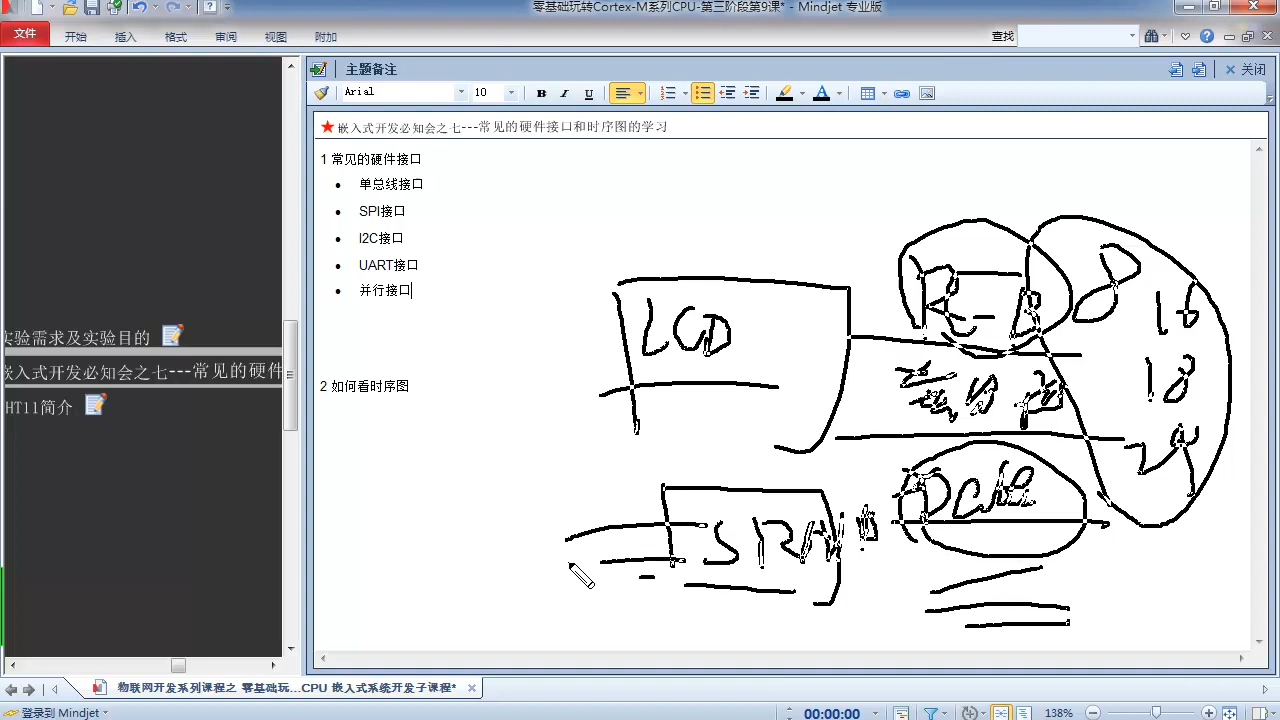 零基础玩转Cortex-M系列CPU-第三阶段第9课* - Mindjet 专业版
文件 开始 插入 格式 审阅 视图 附加 查找
主题备注 关闭
Arial 10 B I U
★嵌入式开发必知会之七---常见的硬件接口和时序图的学习
1 常见的硬件接口
• 单总线接口
• SPI接口
• I2C接口
• UART接口
• 并行接口
2 如何看时序图
实验需求及实验目的
嵌入式开发必知会之七---常见的硬件
HT11简介
LCD
8
16
18
24
SRAM
物联网开发系列课程之 零基础玩...CPU 嵌入式系统开发子课程*
登录到 Mindjet 00:00:00 138%